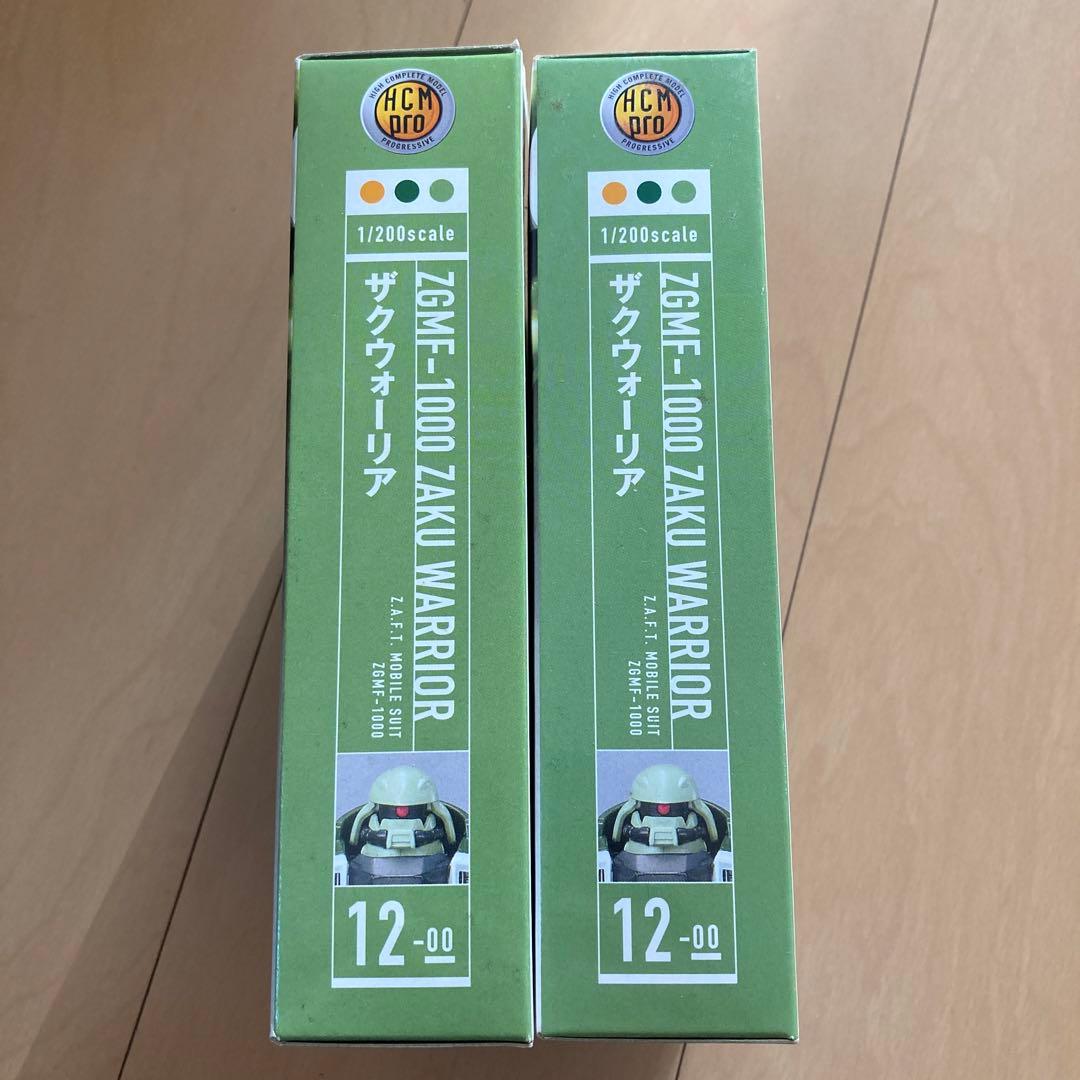 HIGH COMPLETE MODEL
HCM
pro
PROGRESSIVE
1/200scale
ZGMF-1000 ZAKU WARRIOR
ザクウォーリア
Z.A.F.T. MOBILE SUIT
ZGMF-1000
12-00
HIGH COMPLETE MODEL
HCM
pro
PROGRESSIVE
1/200scale
ZGMF-1000 ZAKU WARRIOR
ザクウォーリア
Z.A.F.T. MOBILE SUIT
ZGMF-1000
12-00